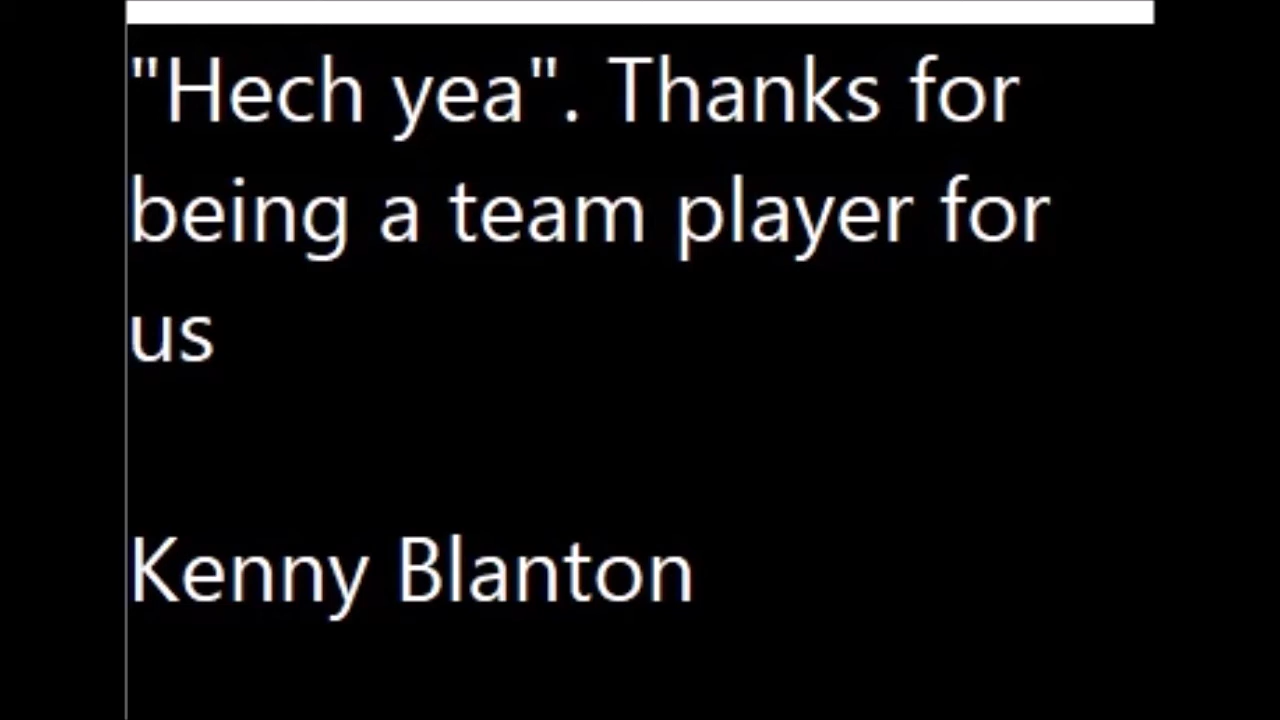 "Hech yea". Thanks for
being a team player for
us
Kenny Blanton